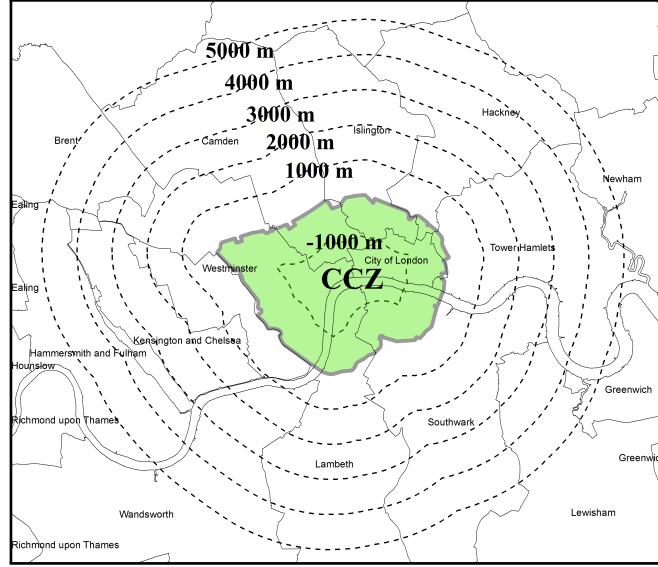 5000 m
4000 m
Hackney
3000 m
Islington
Brent
Camden
2000 m
1000 m
Newham
Ealing
-1000 m
Tower Hamlets
City of London
Westminster
CCZ
Ealing
Kensington and Chelsea
Hammersmith and Fulham
Hounslow
Greenwich
Richmond upon Thames
Southwark
Greenwic
Lambeth
Wandsworth
Lewisham
Richmond upon Thames